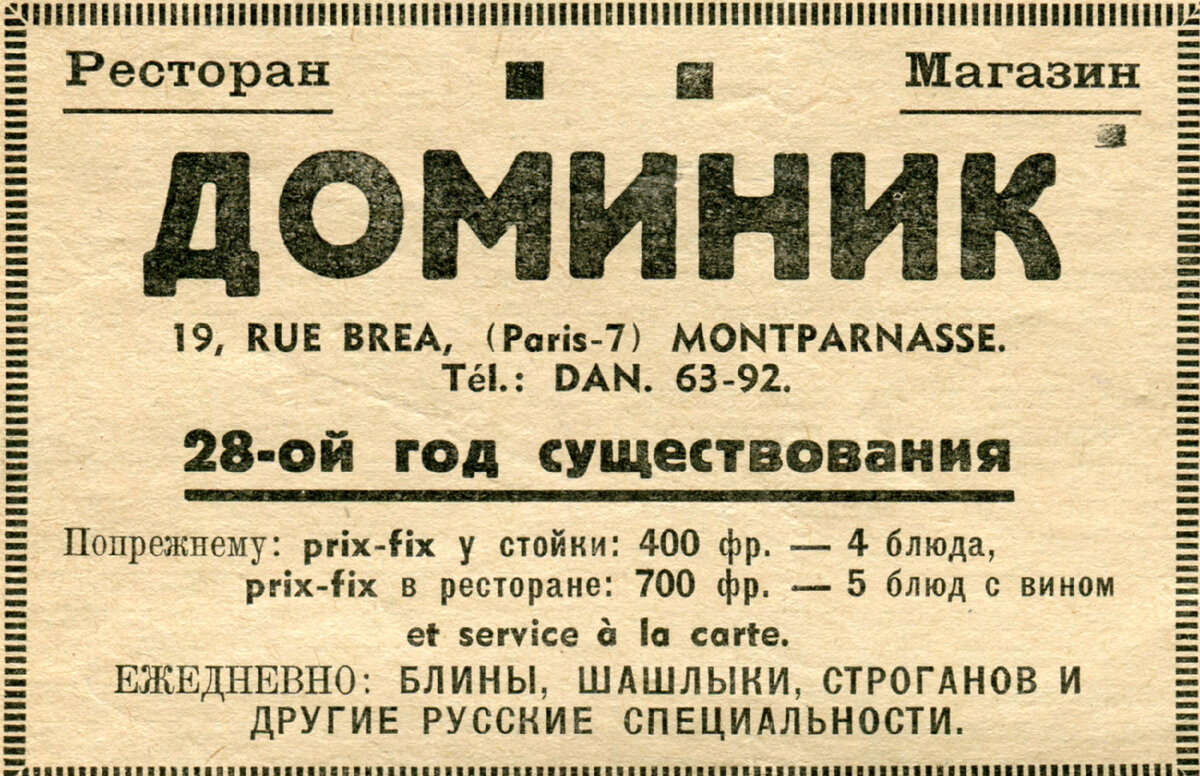 Ресторан Магазин
ДОМИНИК
19, RUE BREA, (Paris-7) MONTPARNASSE.
Tél.: DAN. 63-92.
28-ой год существования
Попрежнему: prix-fix у стойки: 400 фр. — 4 блюда,
prix-fix в ресторане: 700 фр. — 5 блюд с вином
et service à la carte.
ЕЖЕДНЕВНО: БЛИНЫ, ШАШЛЫКИ, СТРОГАНОВ И
ДРУГИЕ РУССКИЕ СПЕЦИАЛЬНОСТИ.